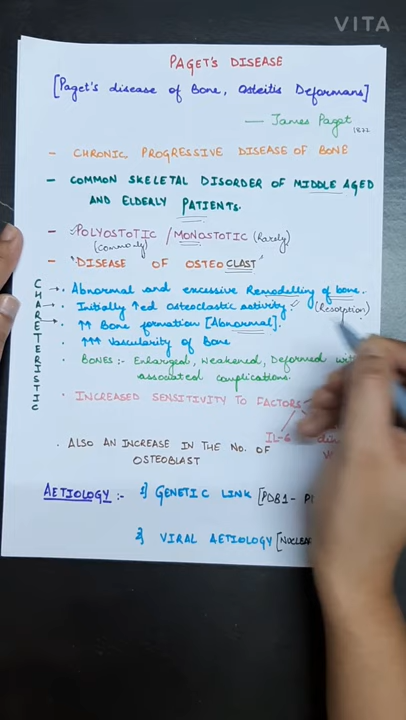 VITA
PAGET'S DISEASE
[Paget's disease of Bone, Osteitis Deformans]
— James Paget
1877
- CHRONIC PROGRESSIVE DISEASE OF BONE
- COMMON SKELETAL DISORDER OF MIDDLE AGED
AND ELDERLY PATIENTS.
- POLYOSTOTIC / MONOSTOTIC (Rarely)
(commonly)
- 'DISEASE OF OSTEOCLAST'
CHARETERISTIC
→ . Abnormal and excessive Remodelling of bone.
→ . Initially ↑ed osteoclastic activity. (Resorption)
→ . ↑↑ Bone formation [Abnormal].
. ↑↑↑ Vascularity of Bone
. BONES :- Enlarged, Weakened, Deformed
associated complications.
. INCREASED SENSITIVITY TO FACTORS
IL-6
. ALSO AN INCREASE IN THE NO. OF
OSTEOBLAST
AETIOLOGY :- 1) GENETIC LINK [PDB1-
2) VIRAL AETIOLOGY